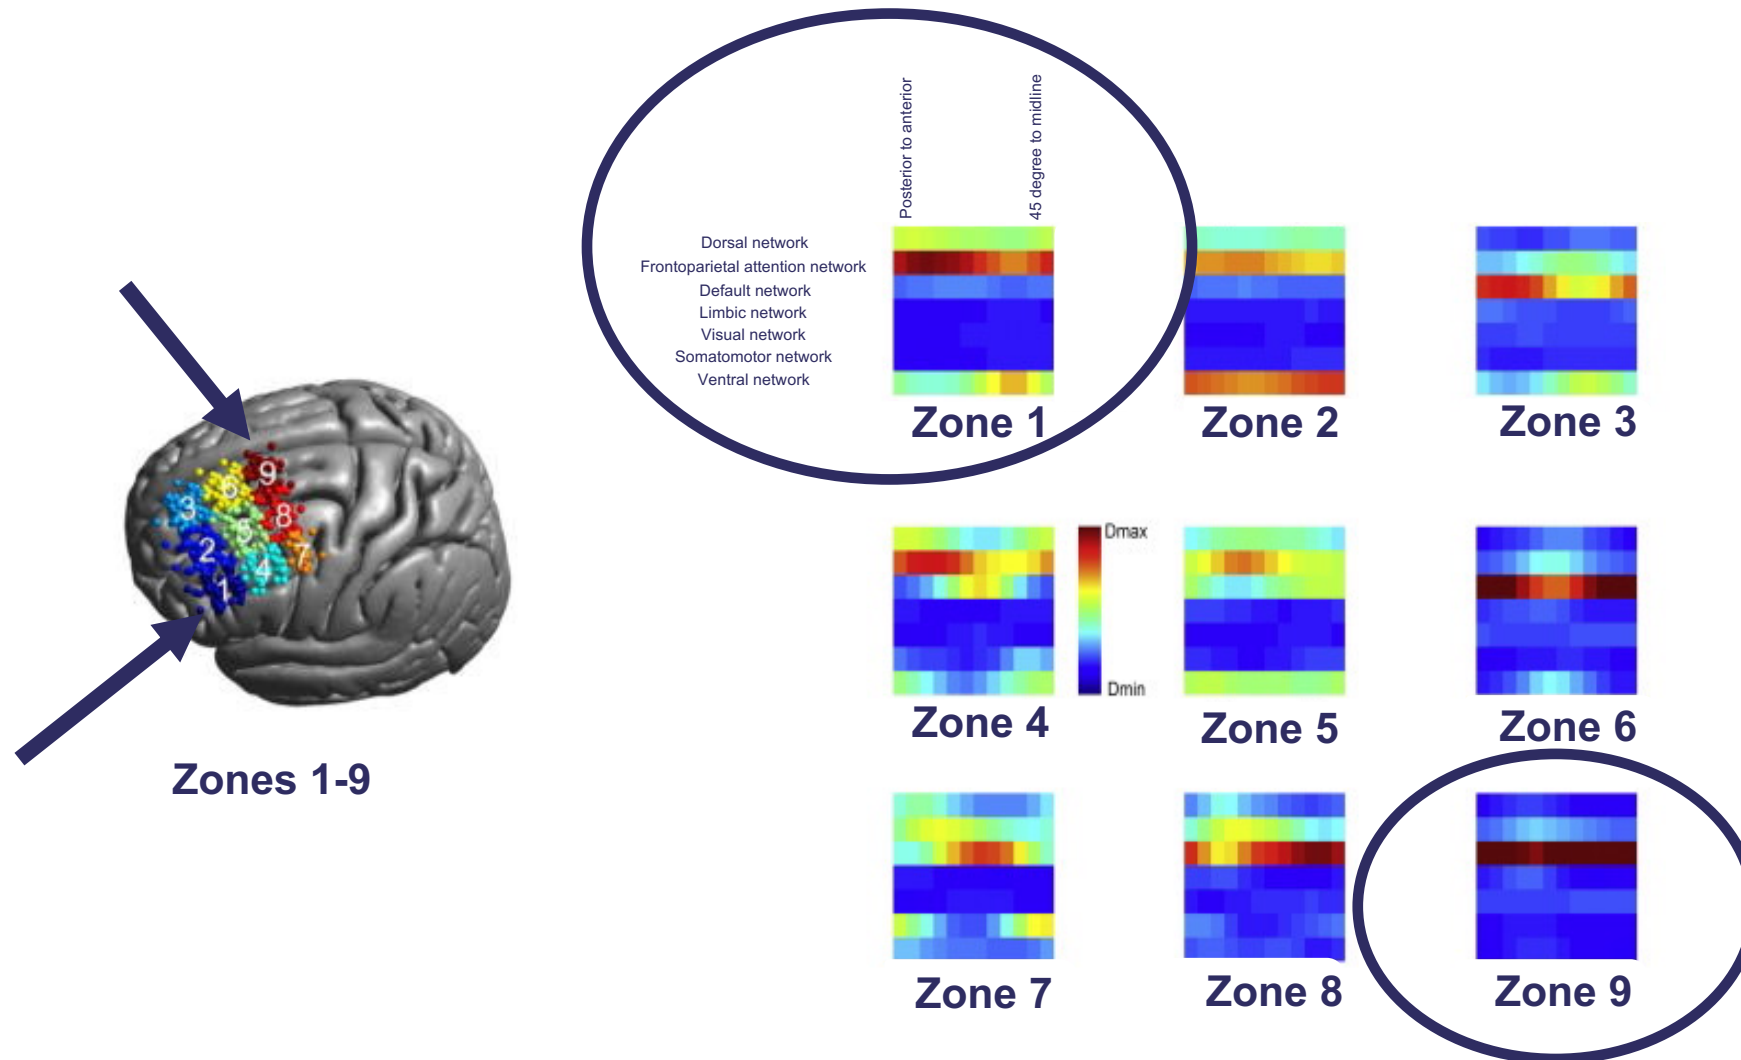 Posterior to anterior
45 degree to midline
Dorsal network
Frontoparietal attention network
Default network
Limbic network
Visual network
Somatomotor network
Ventral network
Zone 1
Zone 2
Zone 3
9
6
3
8
5
2
7
4
1
Zones 1-9
Dmax
Dmin
Zone 4
Zone 5
Zone 6
Zone 7
Zone 8
Zone 9